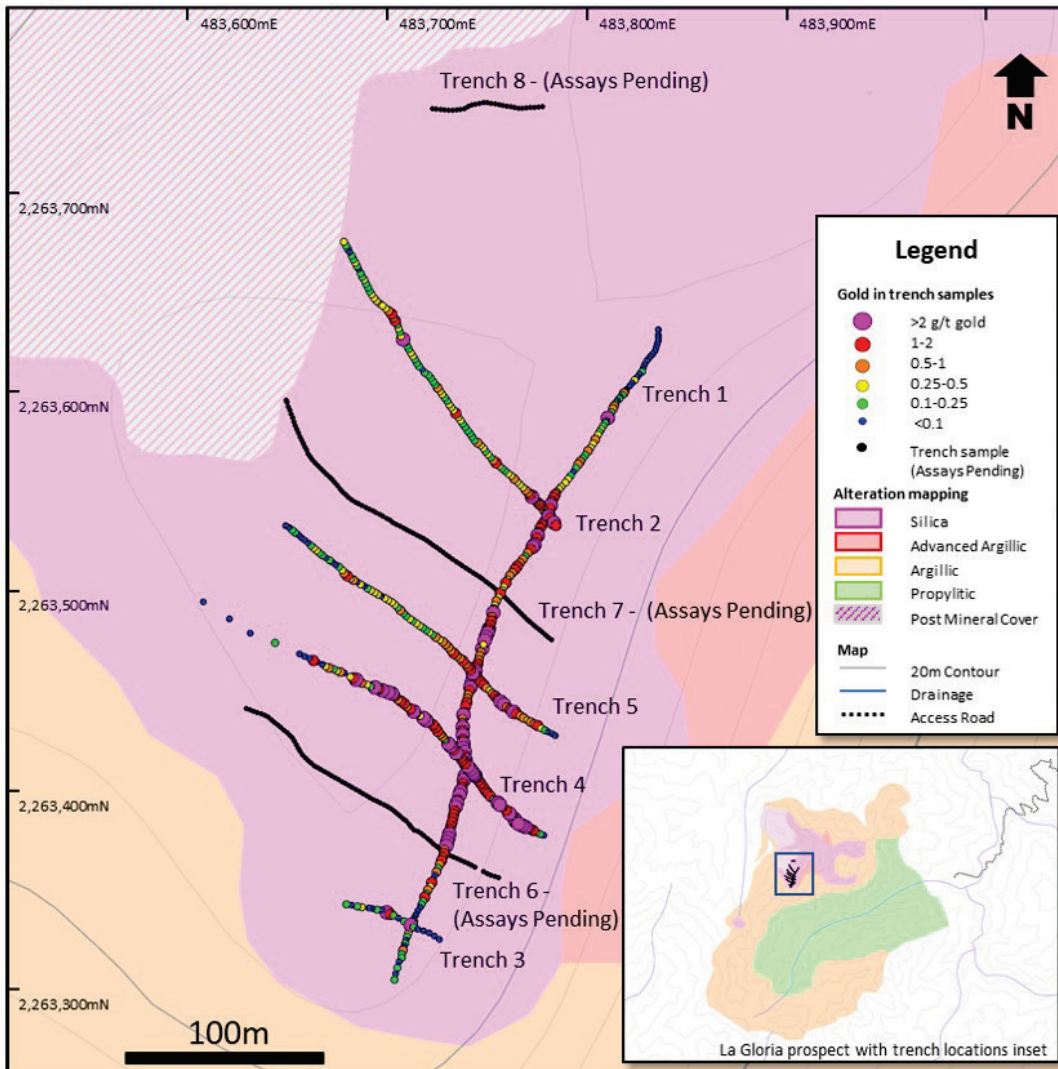 483,600mE
483,700mE
483,800mE
483,900mE
Trench 8 - (Assays Pending)
N
2,263,700mN
Legend
Gold in trench samples
>2 g/t gold
1-2
0.5-1
0.25-0.5
0.1-0.25
<0.1
Trench sample
(Assays Pending)
Alteration mapping
Silica
Advanced Argillic
Argillic
Propylitic
Post Mineral Cover
Map
20m Contour
Drainage
Access Road
2,263,600mN
Trench 1
Trench 2
2,263,500mN
Trench 7 - (Assays Pending)
Trench 5
Trench 4
2,263,400mN
Trench 6 -
(Assays Pending)
Trench 3
2,263,300mN
100m
La Gloria prospect with trench locations inset